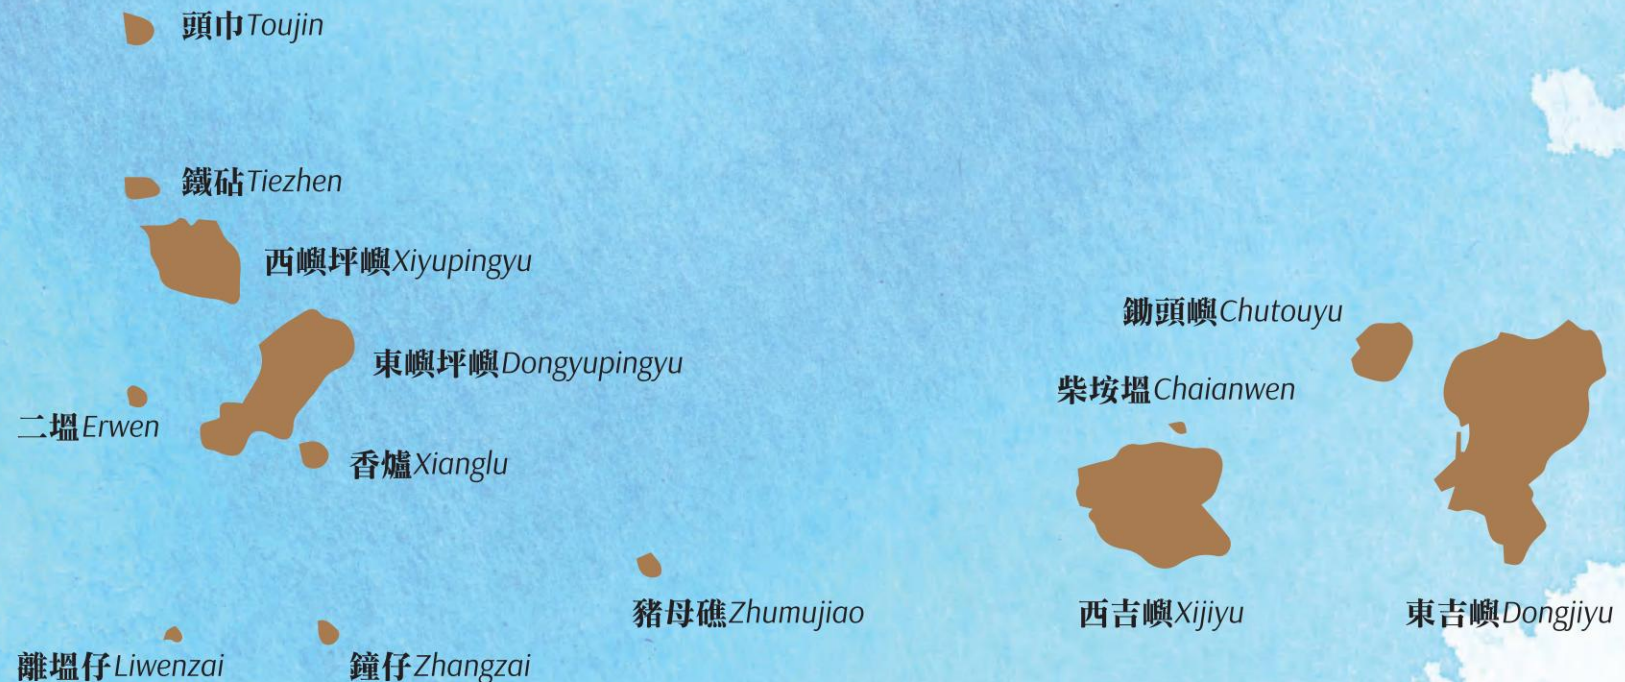 頭巾Toujin
鐵砧Tiezhen
西嶼坪嶼Xiyupingyu
鋤頭嶼Chutouyu
東嶼坪嶼Dongyupingyu
柴垵塭Chaianwen
二塭Erwen
香爐Xianglu
豬母礁Zhumujiao
西吉嶼Xijiyu
東吉嶼Dongjiyu
離塭仔Liwenzai
鐘仔Zhangzai